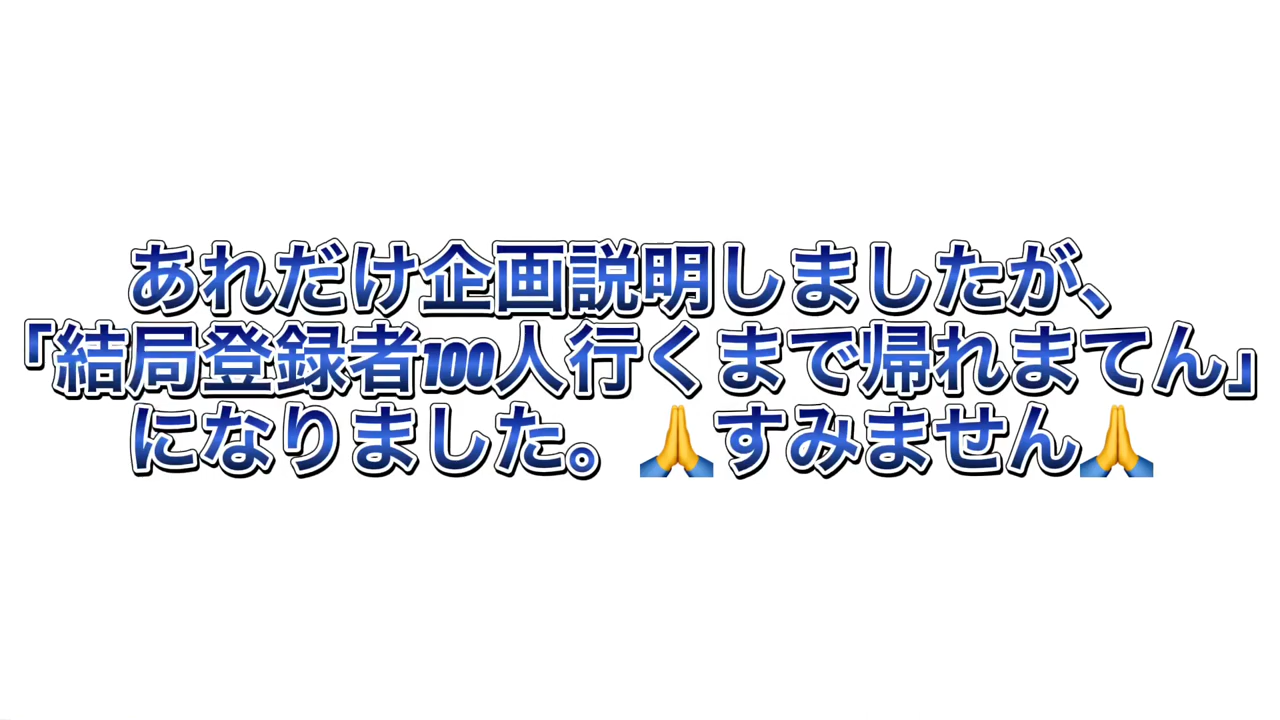 あれだけ企画説明しましたが、
「結局登録者100人行くまで帰れまてん」
になりました。🙏すみません🙏